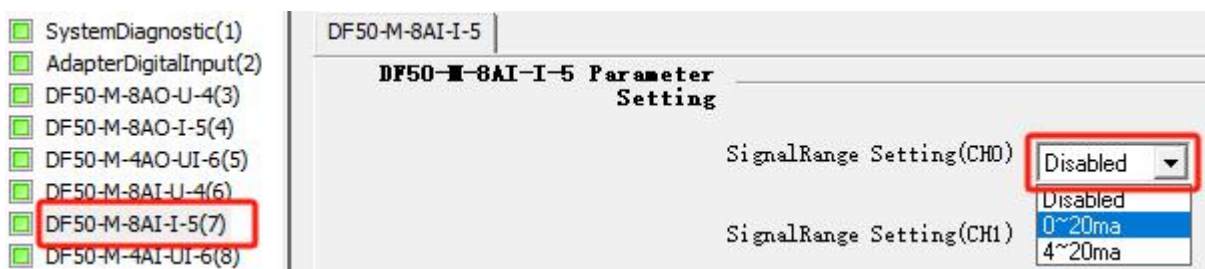 SystemDiagnostic(1)
AdapterDigitalInput(2)
DF50-M-8AO-U-4(3)
DF50-M-8AO-I-5(4)
DF50-M-4AO-UI-6(5)
DF50-M-8AI-U-4(6)
DF50-M-8AI-I-5(7)
DF50-M-4AI-UI-6(8)
DF50-M-8AI-I-5
DF50-M-8AI-I-5 Parameter
Setting
SignalRange Setting(CH0)
Disabled
Disabled
0~20ma
4~20ma
SignalRange Setting(CH1)